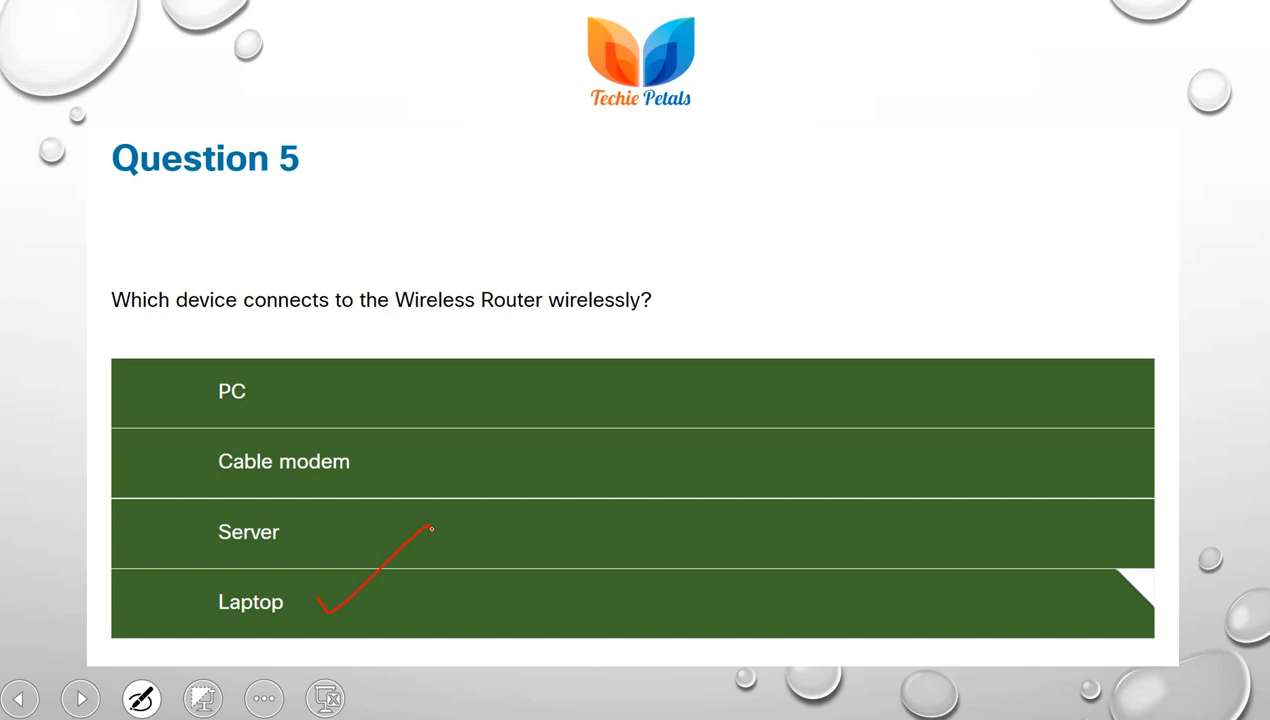 Techie Petals
Question 5
Which device connects to the Wireless Router wirelessly?
PC
Cable modem
Server
Laptop